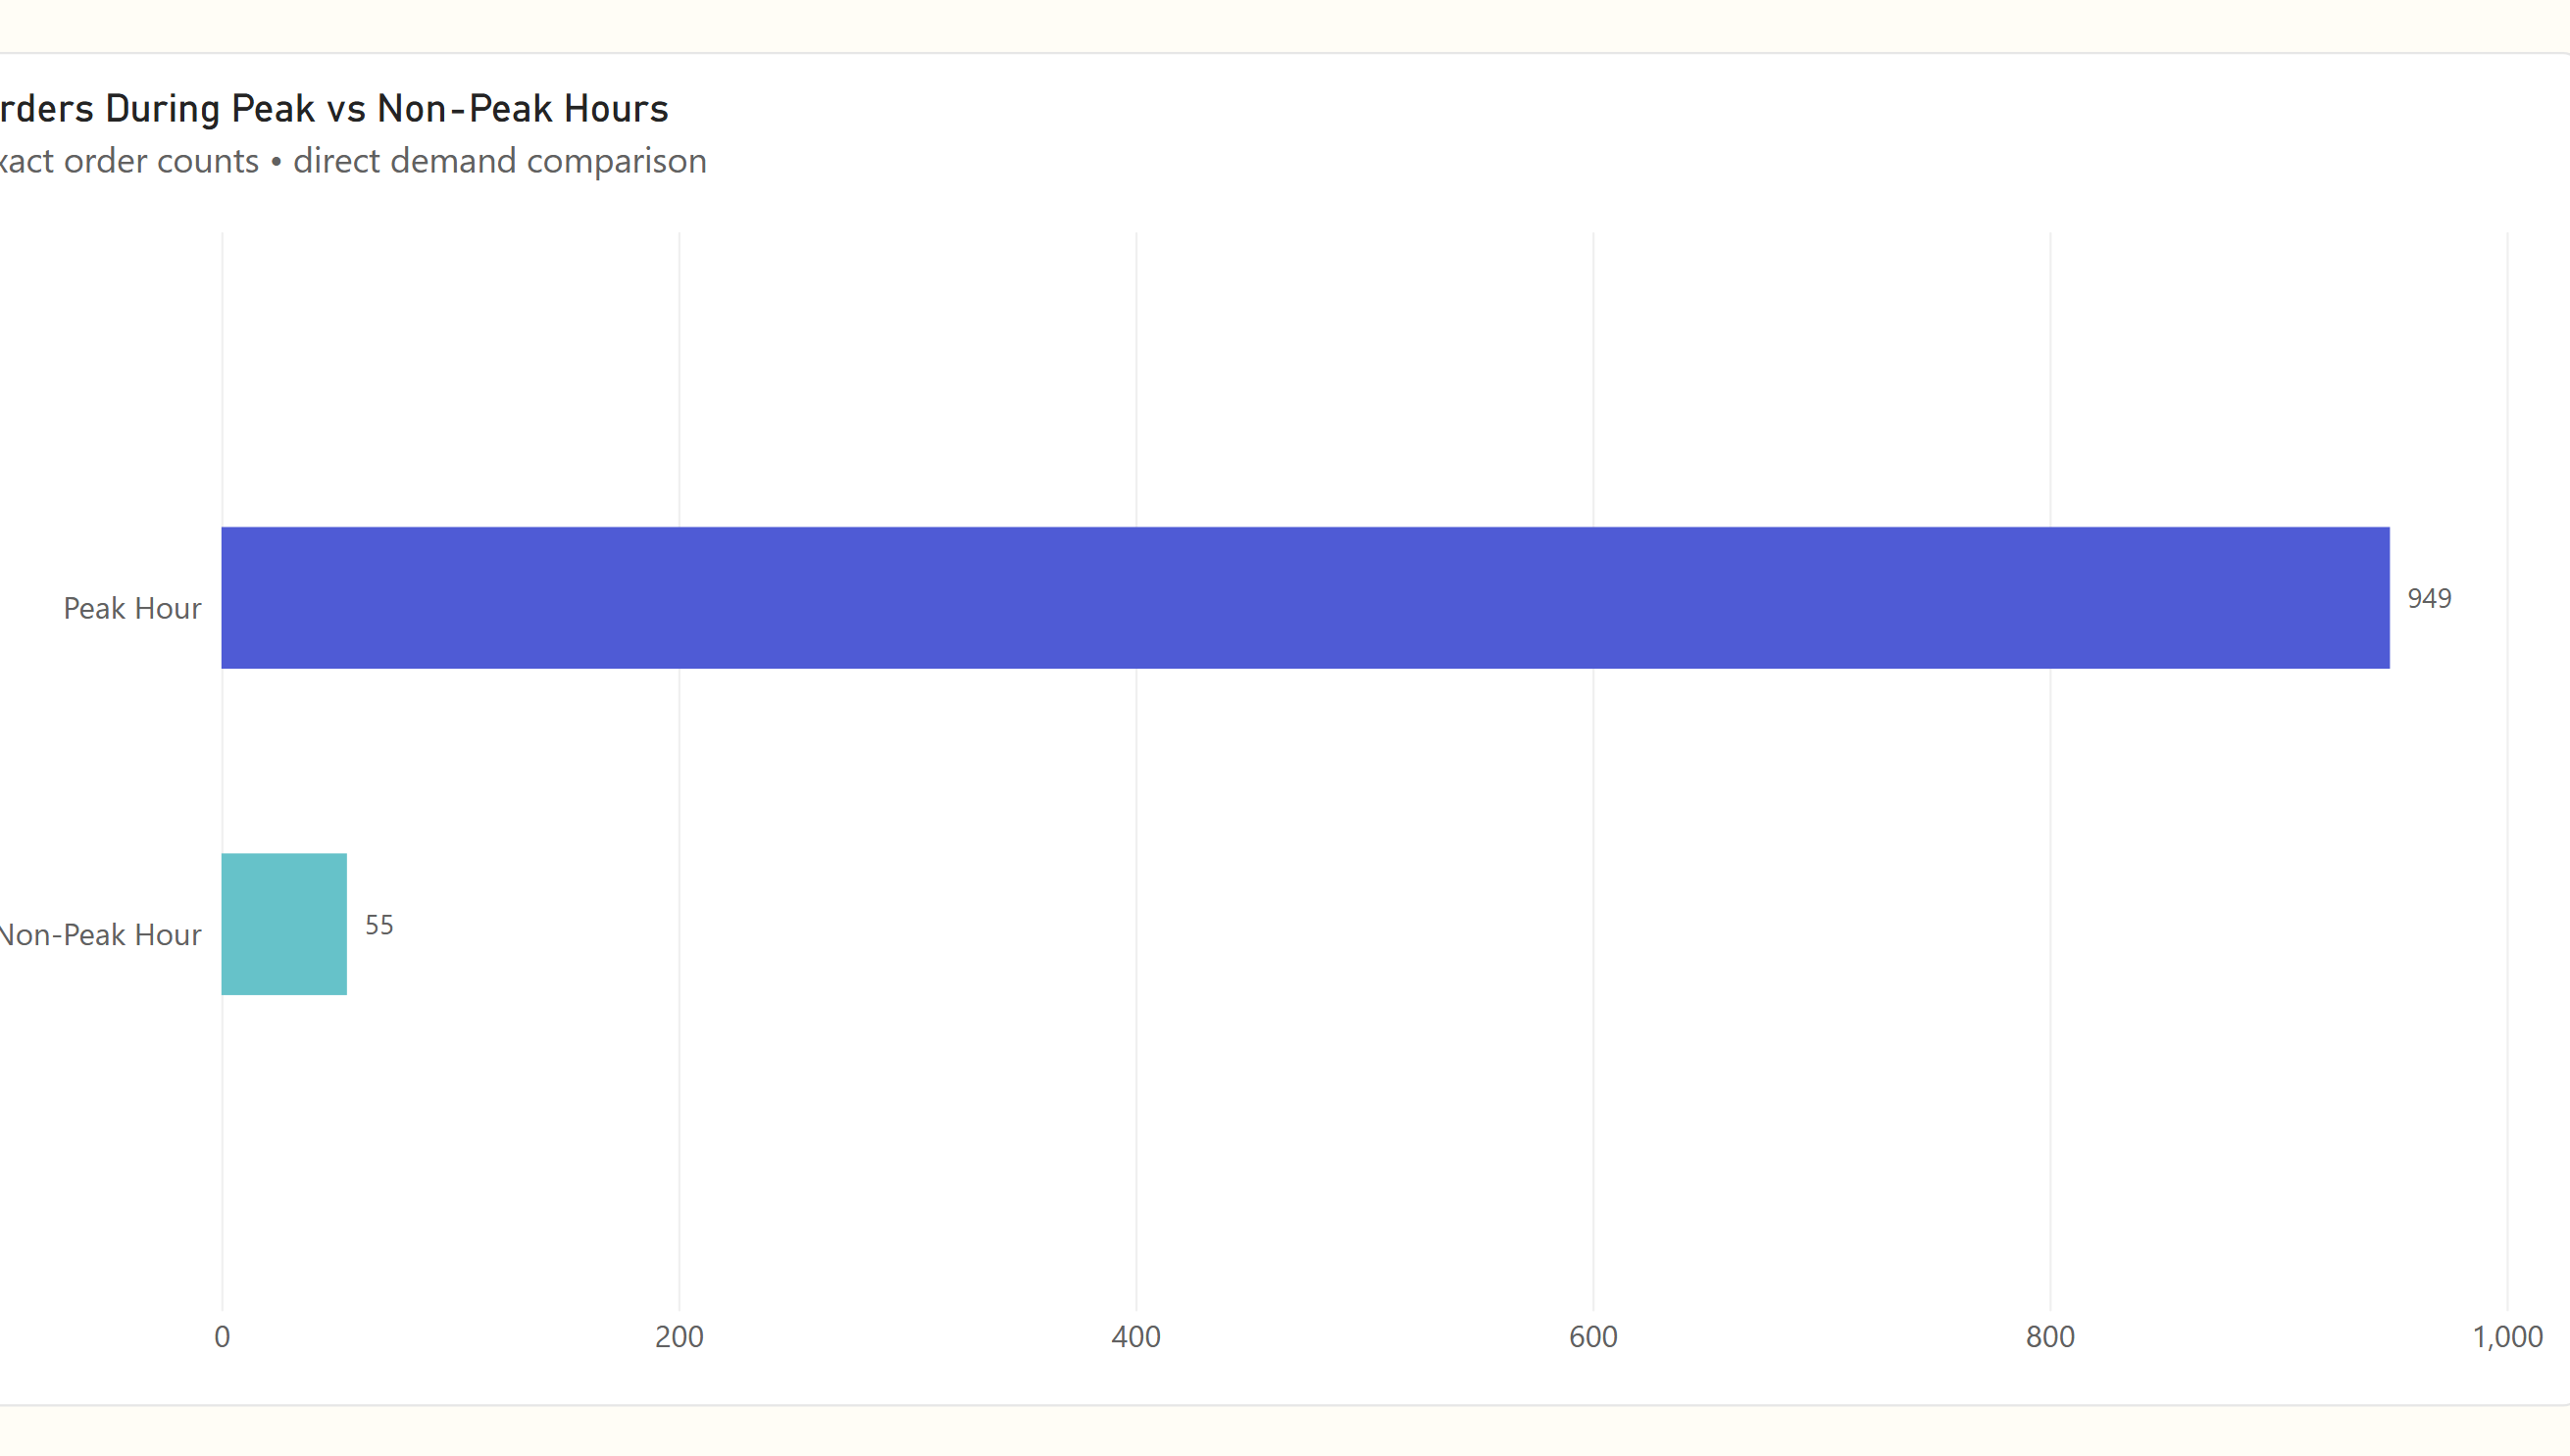 rders During Peak vs Non-Peak Hours
xact order counts • direct demand comparison
Peak Hour
949
Non-Peak Hour
55
0 200 400 600 800 1,000